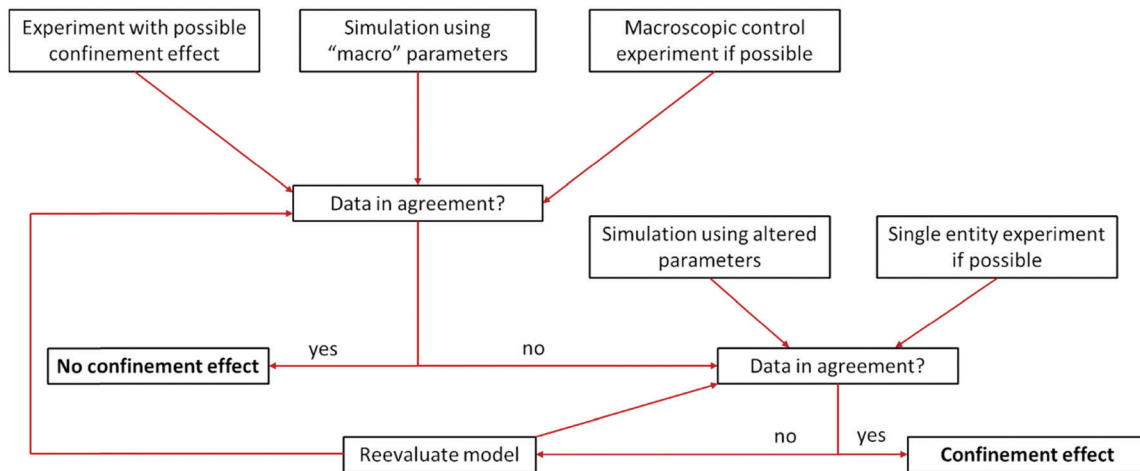 Experiment with possible
confinement effect
Simulation using
“macro” parameters
Macroscopic control
experiment if possible
Data in agreement?
Simulation using altered
parameters
Single entity experiment
if possible
No confinement effect
yes
no
Data in agreement?
Reevaluate model
no
yes
Confinement effect